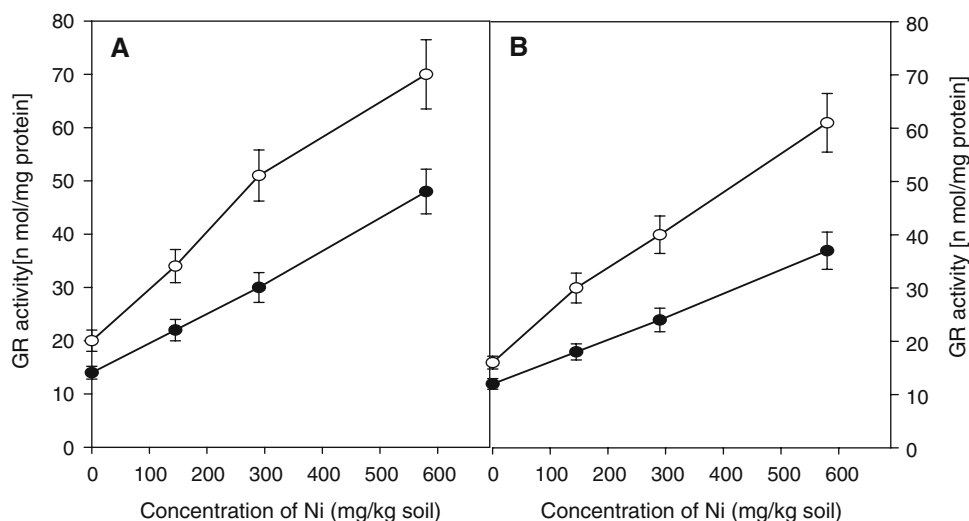 A
GR activity[n mol/mg protein]
80
70
60
50
40
30
20
10
0
0 100 200 300 400 500 600
Concentration of Ni (mg/kg soil)
B
80
70
60
50
40
30
20
10
0
GR activity [n mol/mg protein]
0 100 200 300 400 500 600
Concentration of Ni (mg/kg soil)